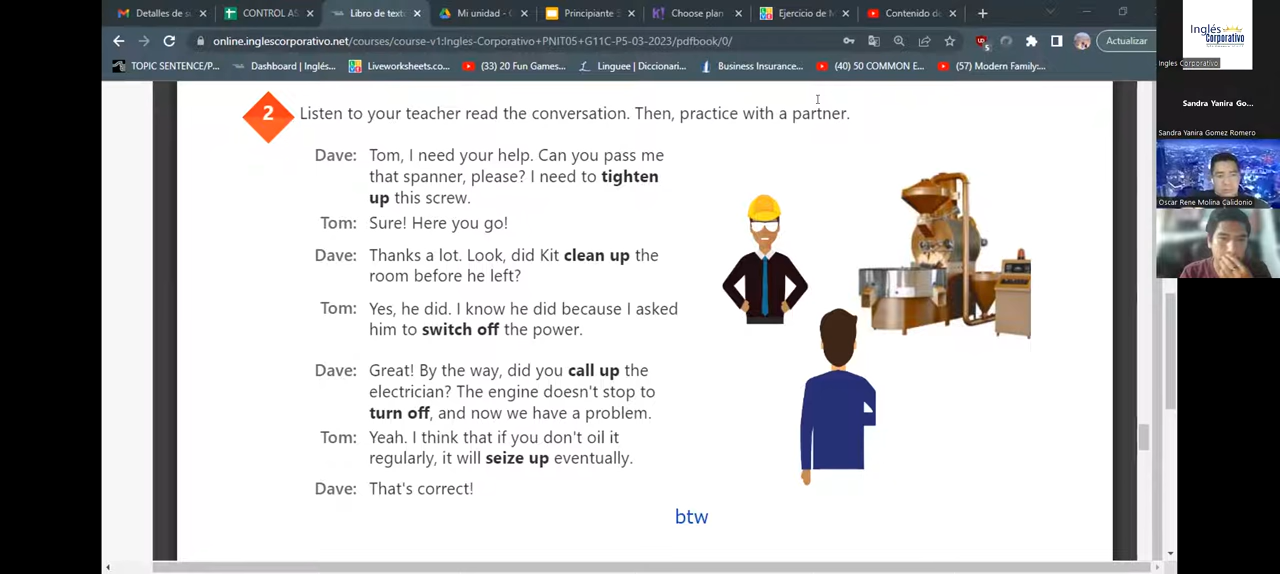 Detalles de su
CONTROL AS
Libro de texto
Mi unidad - G
Principiante S
Choose plan
Ejercicio de M
Contenido de
online.inglescorporativo.net/courses/course-v1:Ingles-Corporativo+PNIT05+G11C-P5-03-2023/pdfbook/0/
Actualizar
TOPIC SENTENCE/P...
Dashboard | Inglés...
Liveworksheets.co...
(33) 20 Fun Games...
Linguee | Diccionari...
Business Insurance...
(40) 50 COMMON E...
(57) Modern Family:...
Inglés
Corporativo
Ingles Corporativo
Sandra Yanira Go...
Sandra Yanira Gomez Romero
Oscar Rene Molina Calidonio
2 Listen to your teacher read the conversation. Then, practice with a partner.
Dave: Tom, I need your help. Can you pass me
that spanner, please? I need to tighten
up this screw.
Tom: Sure! Here you go!
Dave: Thanks a lot. Look, did Kit clean up the
room before he left?
Tom: Yes, he did. I know he did because I asked
him to switch off the power.
Dave: Great! By the way, did you call up the
electrician? The engine doesn't stop to
turn off, and now we have a problem.
Tom: Yeah. I think that if you don't oil it
regularly, it will seize up eventually.
Dave: That's correct!
btw